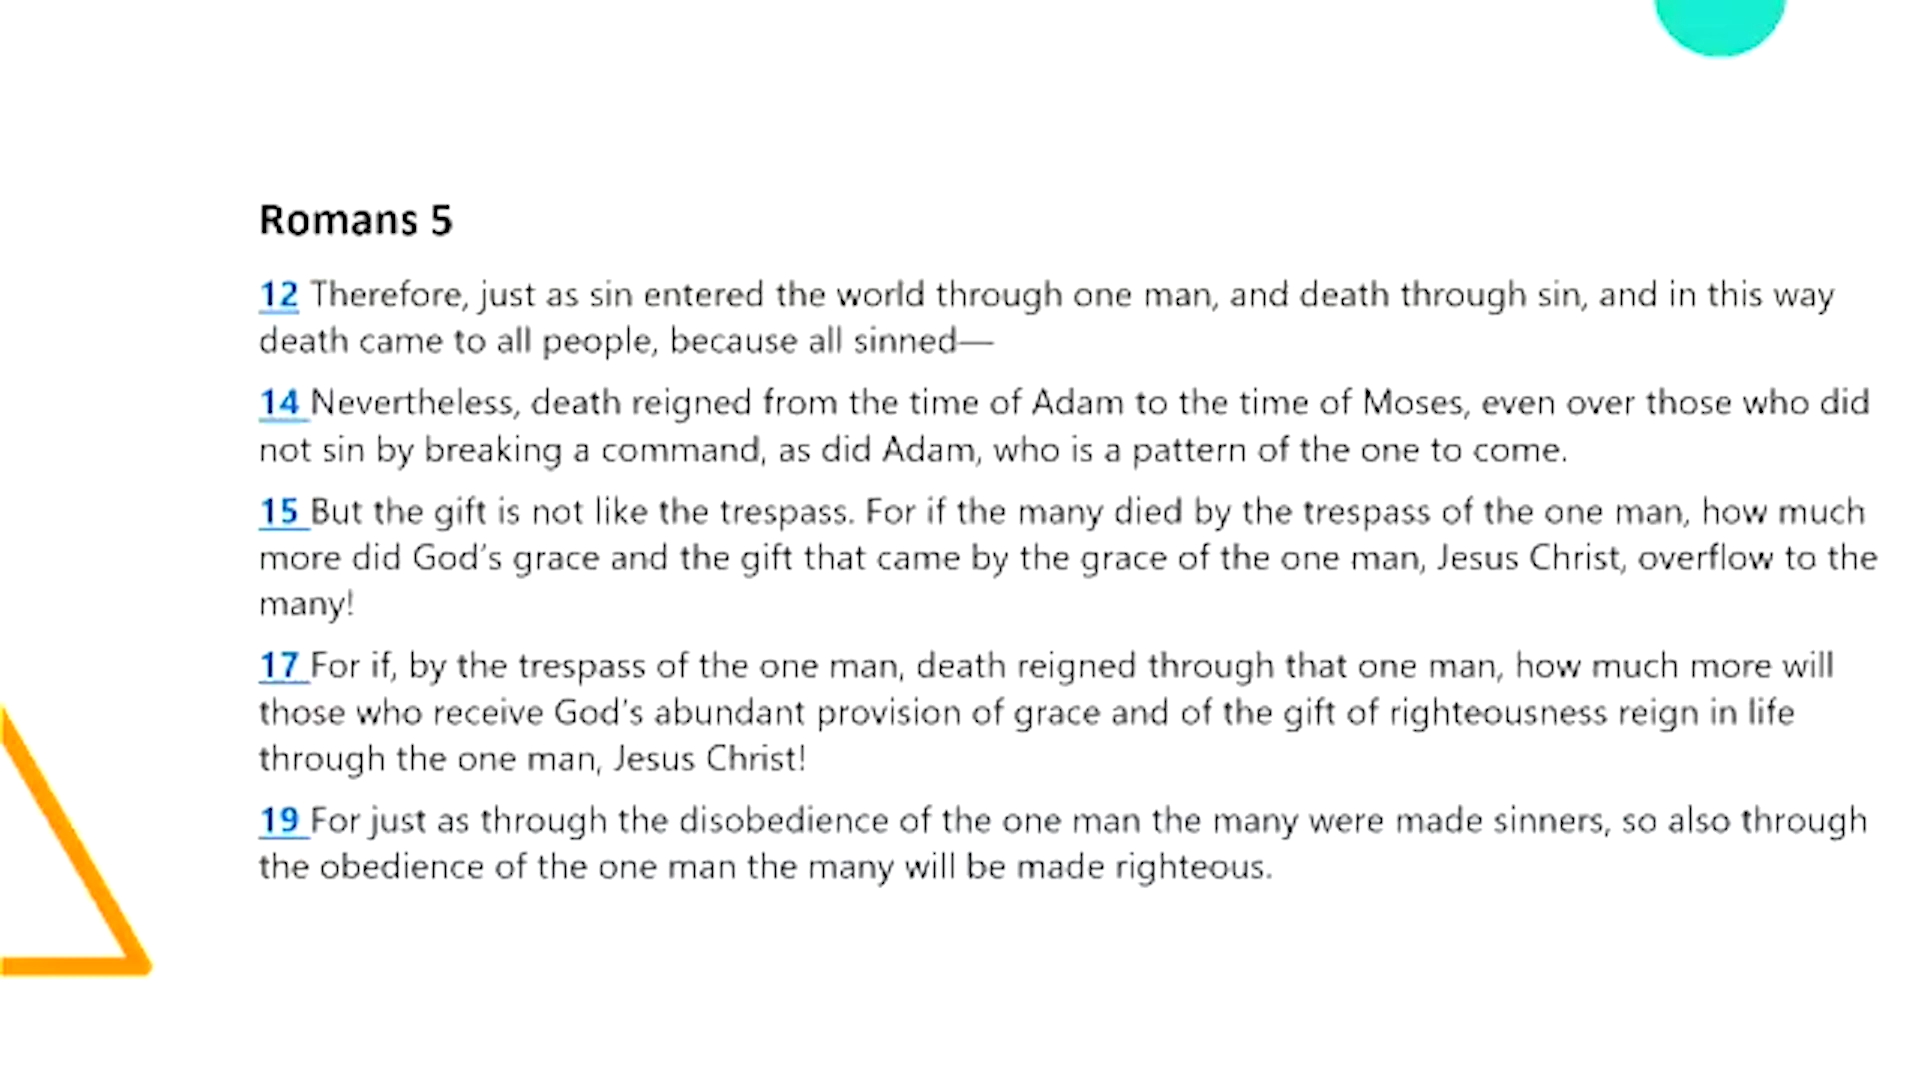 Romans 5
12 Therefore, just as sin entered the world through one man, and death through sin, and in this way
death came to all people, because all sinned—
14 Nevertheless, death reigned from the time of Adam to the time of Moses, even over those who did
not sin by breaking a command, as did Adam, who is a pattern of the one to come.
15 But the gift is not like the trespass. For if the many died by the trespass of the one man, how much
more did God's grace and the gift that came by the grace of the one man, Jesus Christ, overflow to the
many!
17 For if, by the trespass of the one man, death reigned through that one man, how much more will
those who receive God's abundant provision of grace and of the gift of righteousness reign in life
through the one man, Jesus Christ!
19 For just as through the disobedience of the one man the many were made sinners, so also through
the obedience of the one man the many will be made righteous.